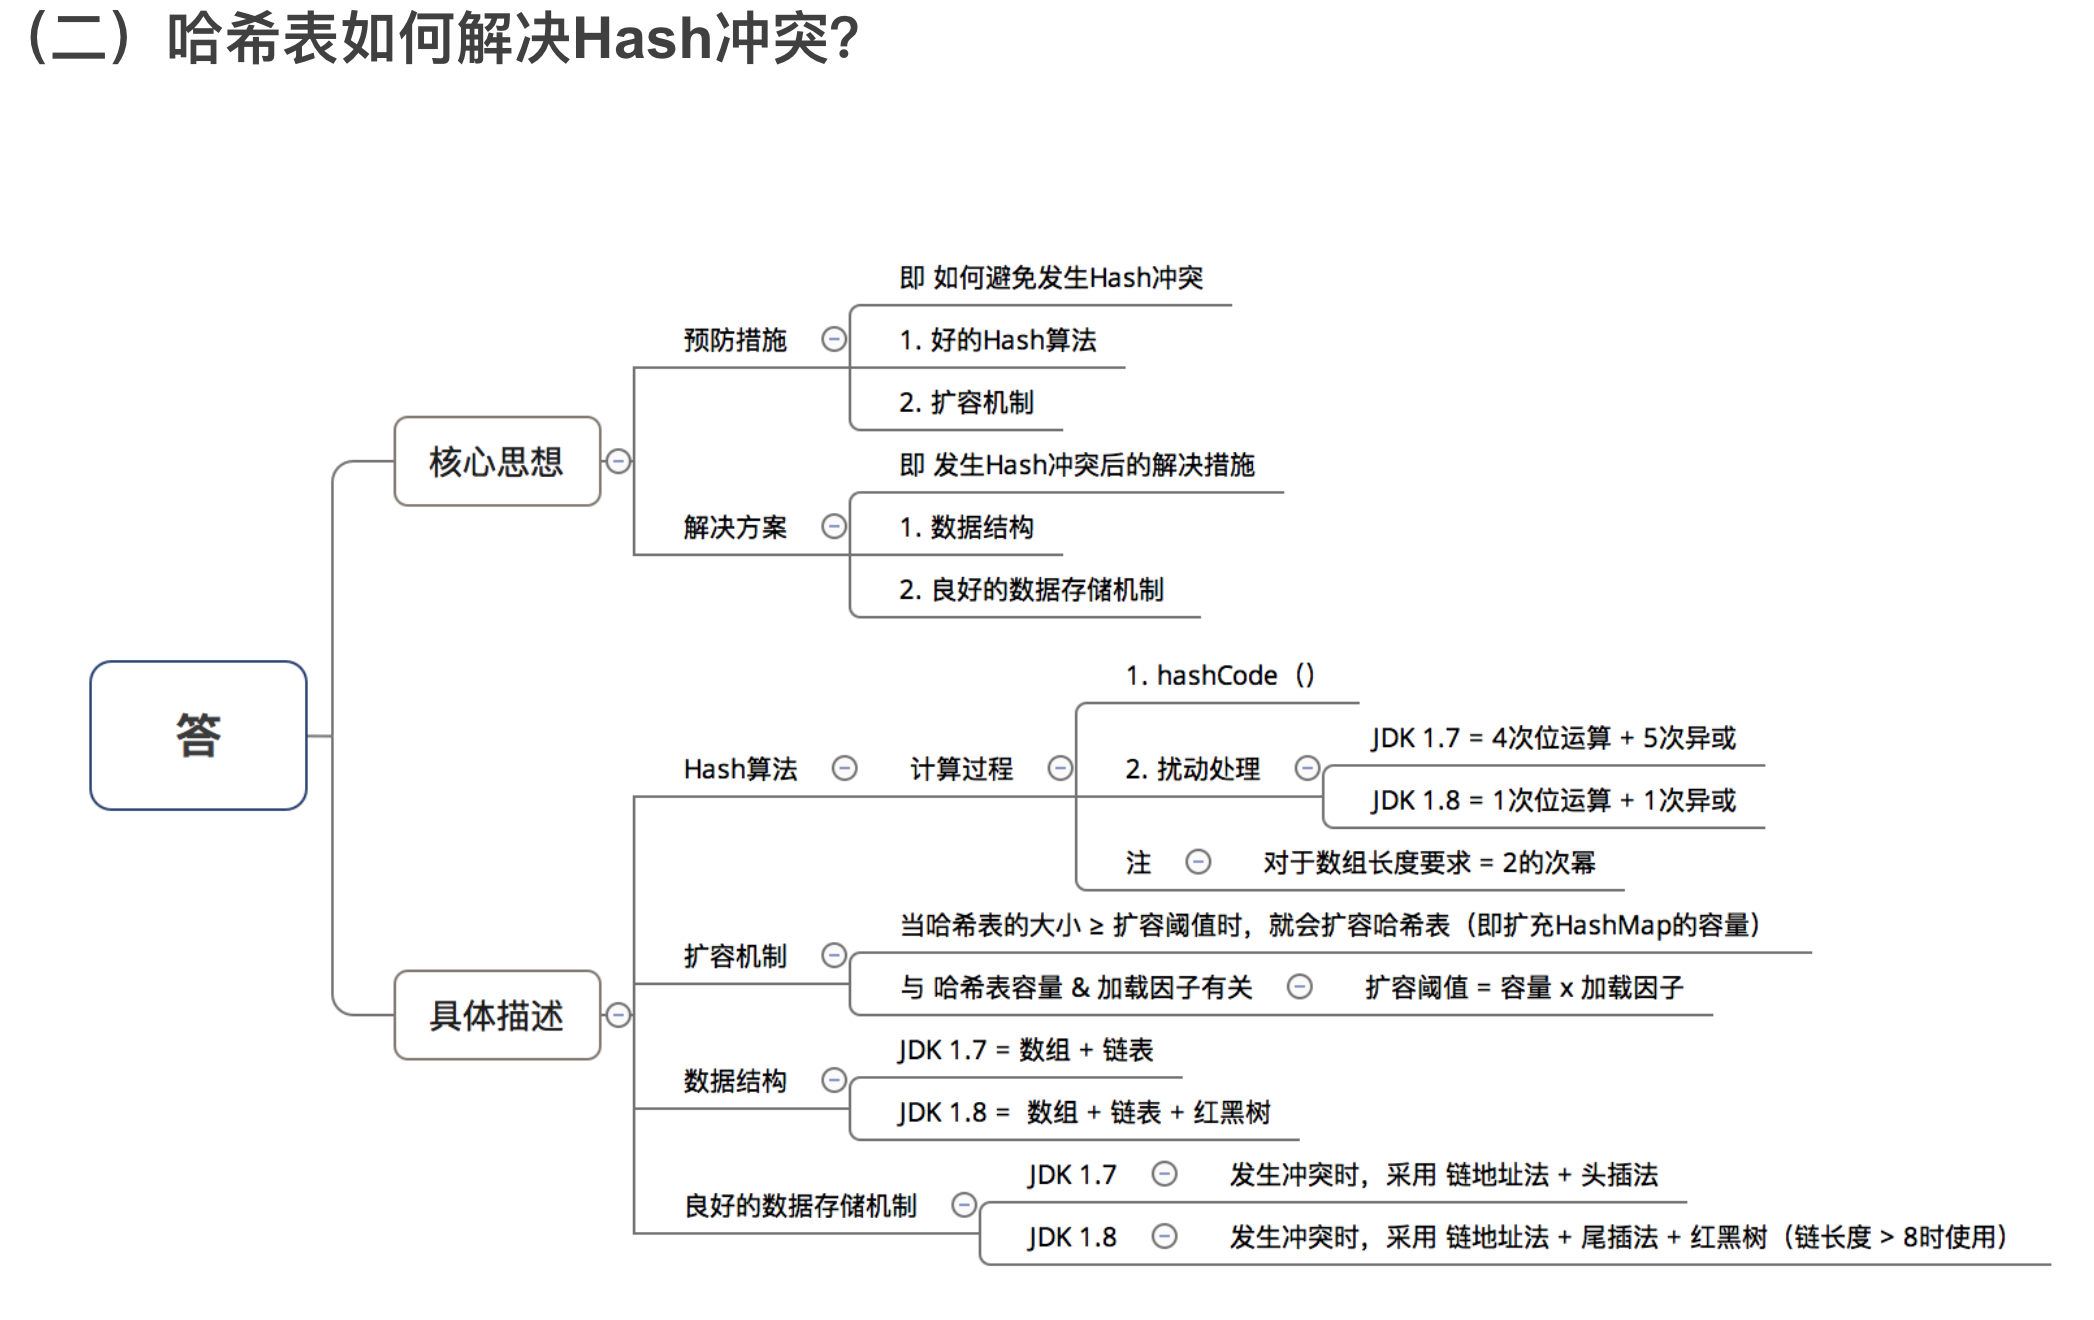 （二）哈希表如何解决Hash冲突?
答
核心思想
预防措施
即 如何避免发生Hash冲突
1. 好的Hash算法
2. 扩容机制
解决方案
即 发生Hash冲突后的解决措施
1. 数据结构
2. 良好的数据存储机制
具体描述
Hash算法
计算过程
1. hashCode（）
2. 扰动处理
JDK 1.7 = 4次位运算 + 5次异或
JDK 1.8 = 1次位运算 + 1次异或
注
对于数组长度要求 = 2的次幂
扩容机制
当哈希表的大小 ≥ 扩容阈值时，就会扩容哈希表（即扩充HashMap的容量）
与 哈希表容量 & 加载因子有关
扩容阈值 = 容量 x 加载因子
数据结构
JDK 1.7 = 数组 + 链表
JDK 1.8 = 数组 + 链表 + 红黑树
良好的数据存储机制
JDK 1.7
发生冲突时，采用 链地址法 + 头插法
JDK 1.8
发生冲突时，采用 链地址法 + 尾插法 + 红黑树（链长度 > 8时使用）